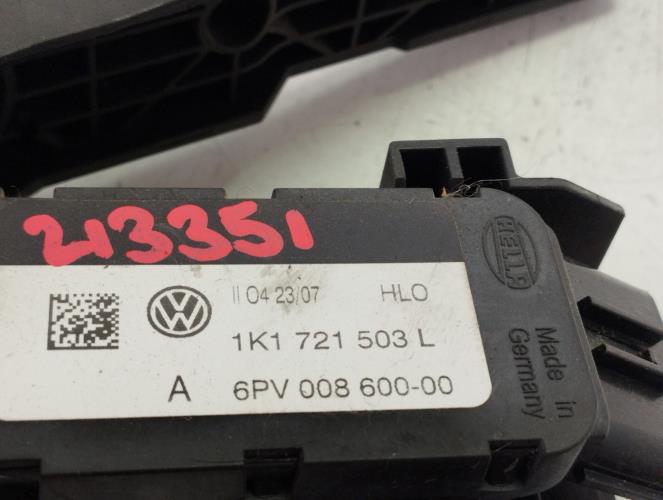 213351
II 04 23/07 HLO
1K1 721 503 L
A 6PV 008 600-00
HELLA
Made in
Germany